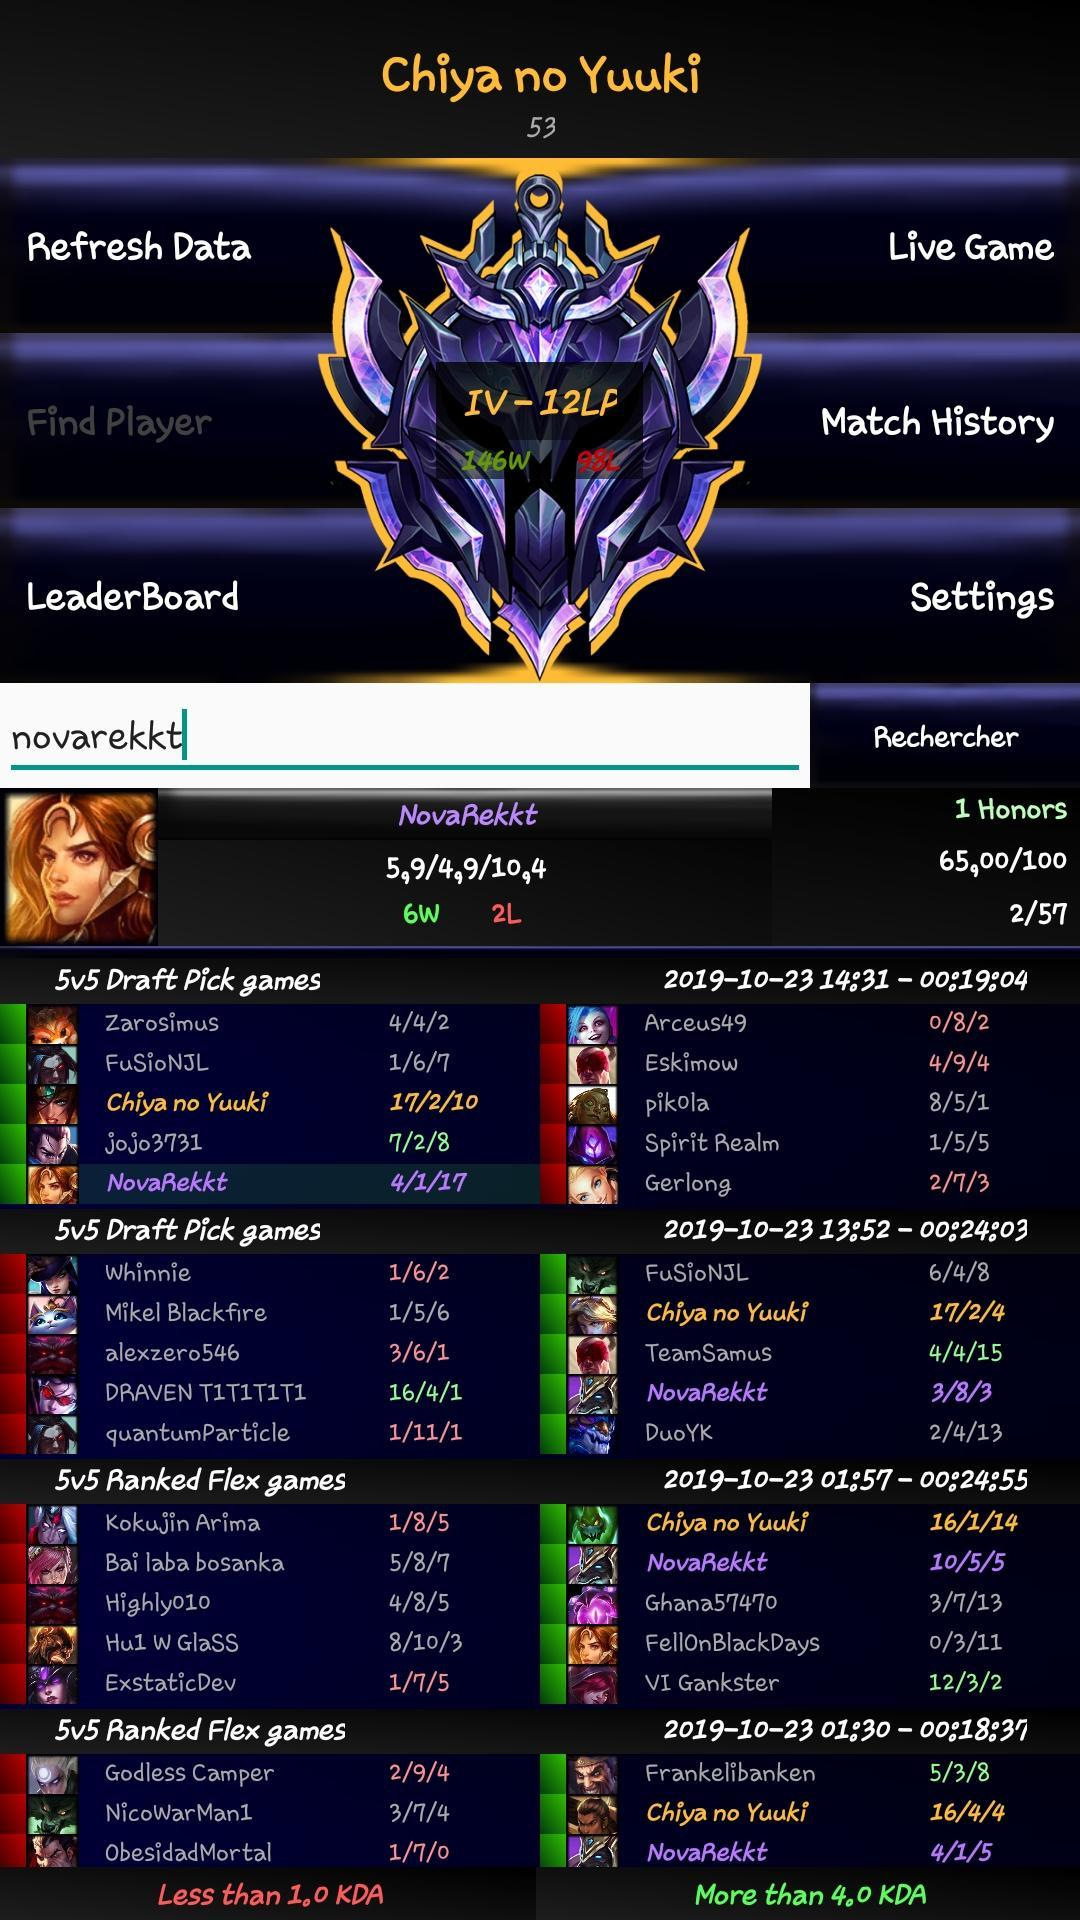 Chiya no Yuuki
53
Refresh Data
Live Game
Find Player
IV - 12LP
Match History
146W 98L
LeaderBoard
Settings
novarekkt
Rechercher
NovaRekkt
1 Honors
5,9/4,9/10,4
65,00/100
6W 2L
2/57
5v5 Draft Pick games 2019-10-23 14:31 - 00:19:04
Zarosimus 4/4/2 Arceus49 0/8/2
FuSioNJL 1/6/7 Eskimow 4/9/4
Chiya no Yuuki 17/2/10 pik0la 8/5/1
jojo3731 7/2/8 Spirit Realm 1/5/5
NovaRekkt 4/1/17 Gerlong 2/7/3
5v5 Draft Pick games 2019-10-23 13:52 - 00:24:03
Whinnie 1/6/2 FuSioNJL 6/4/8
Mikel Blackfire 1/5/6 Chiya no Yuuki 17/2/4
alexzero546 3/6/1 TeamSamus 4/4/15
DRAVEN T1T1T1T1 16/4/1 NovaRekkt 3/8/3
quantumParticle 1/11/1 DuoYK 2/4/13
5v5 Ranked Flex games 2019-10-23 01:57 - 00:24:55
Kokujin Arima 1/8/5 Chiya no Yuuki 16/1/14
Bai laba bosanka 5/8/7 NovaRekkt 10/5/5
Highly010 4/8/5 Ghana57470 3/7/13
Hu1 W GlaSS 8/10/3 FellOnBlackDays 0/3/11
ExstaticDev 1/7/5 VI Gankster 12/3/2
5v5 Ranked Flex games 2019-10-23 01:30 - 00:18:37
Godless Camper 2/9/4 Frankelibanken 5/3/8
NicoWarMan1 3/7/4 Chiya no Yuuki 16/4/4
ObesidadMortal 1/7/0 NovaRekkt 4/1/5
Less than 1.0 KDA More than 4.0 KDA